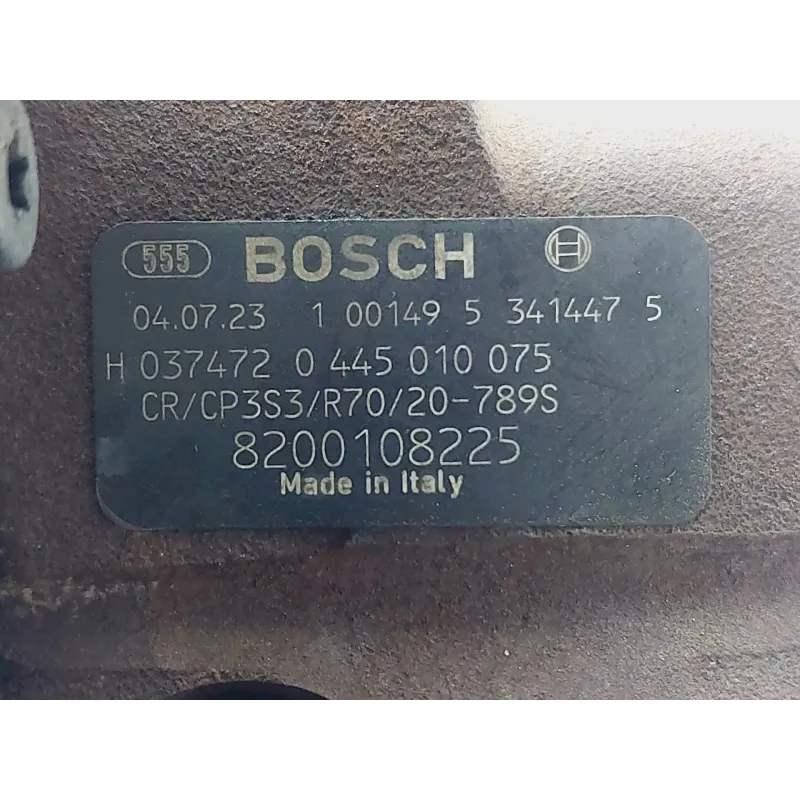 555 BOSCH H
04.07.23 1 00149 5 341447 5
H 037472 0 445 010 075
CR/CP3S3/R70/20-789S
8200108225
Made in Italy